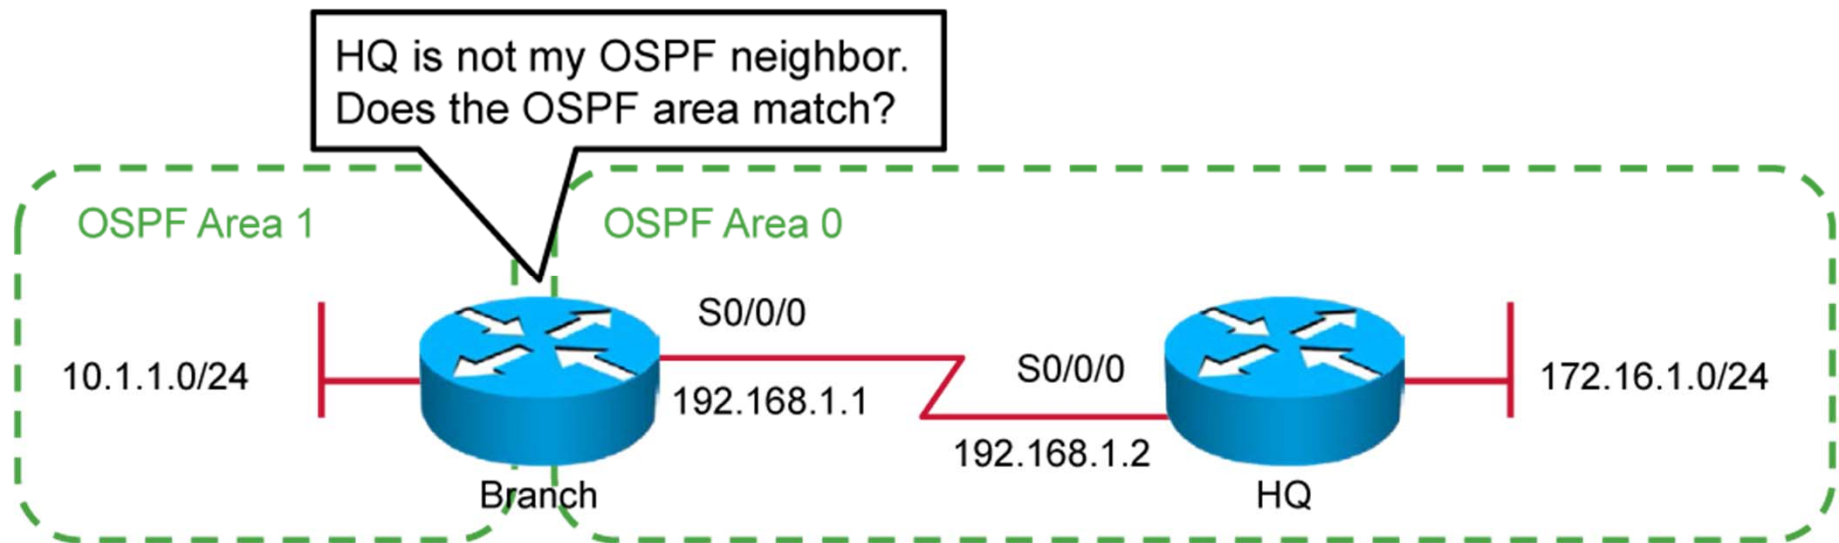 HQ is not my OSPF neighbor.
Does the OSPF area match?
OSPF Area 1
OSPF Area 0
S0/0/0
S0/0/0
10.1.1.0/24
192.168.1.1
172.16.1.0/24
192.168.1.2
Branch
HQ